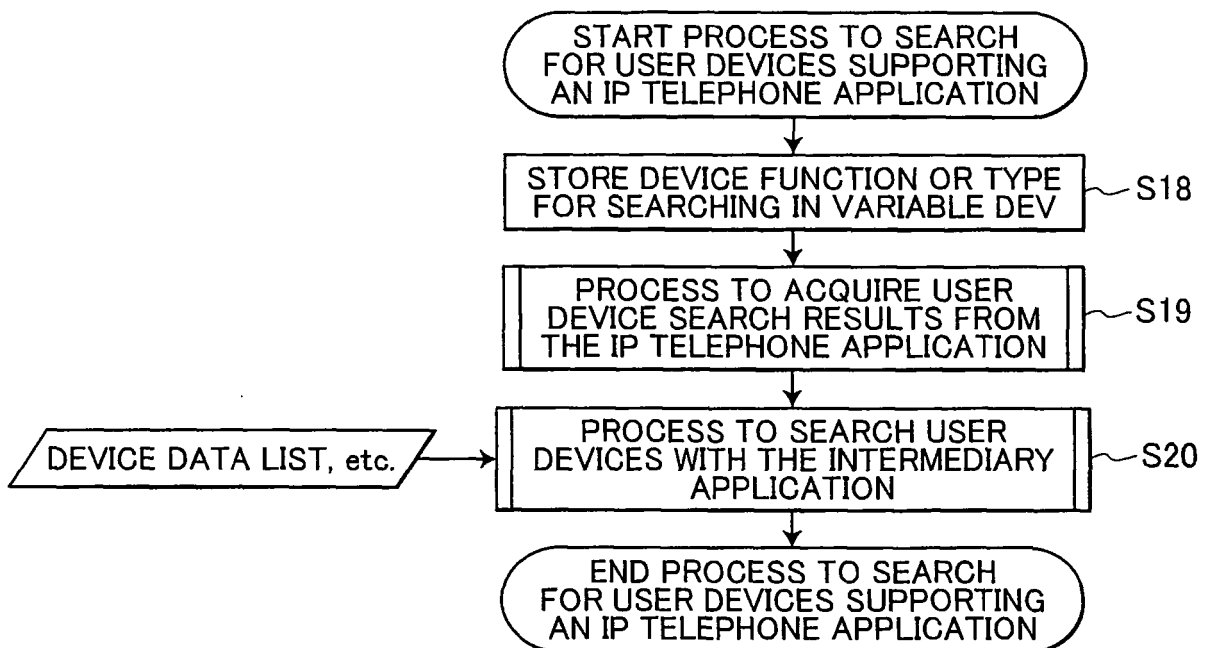 START PROCESS TO SEARCH
FOR USER DEVICES SUPPORTING
AN IP TELEPHONE APPLICATION
STORE DEVICE FUNCTION OR TYPE
FOR SEARCHING IN VARIABLE DEV
S18
PROCESS TO ACQUIRE USER
DEVICE SEARCH RESULTS FROM
THE IP TELEPHONE APPLICATION
S19
DEVICE DATA LIST, etc.
PROCESS TO SEARCH USER
DEVICES WITH THE INTERMEDIARY
APPLICATION
S20
END PROCESS TO SEARCH
FOR USER DEVICES SUPPORTING
AN IP TELEPHONE APPLICATION